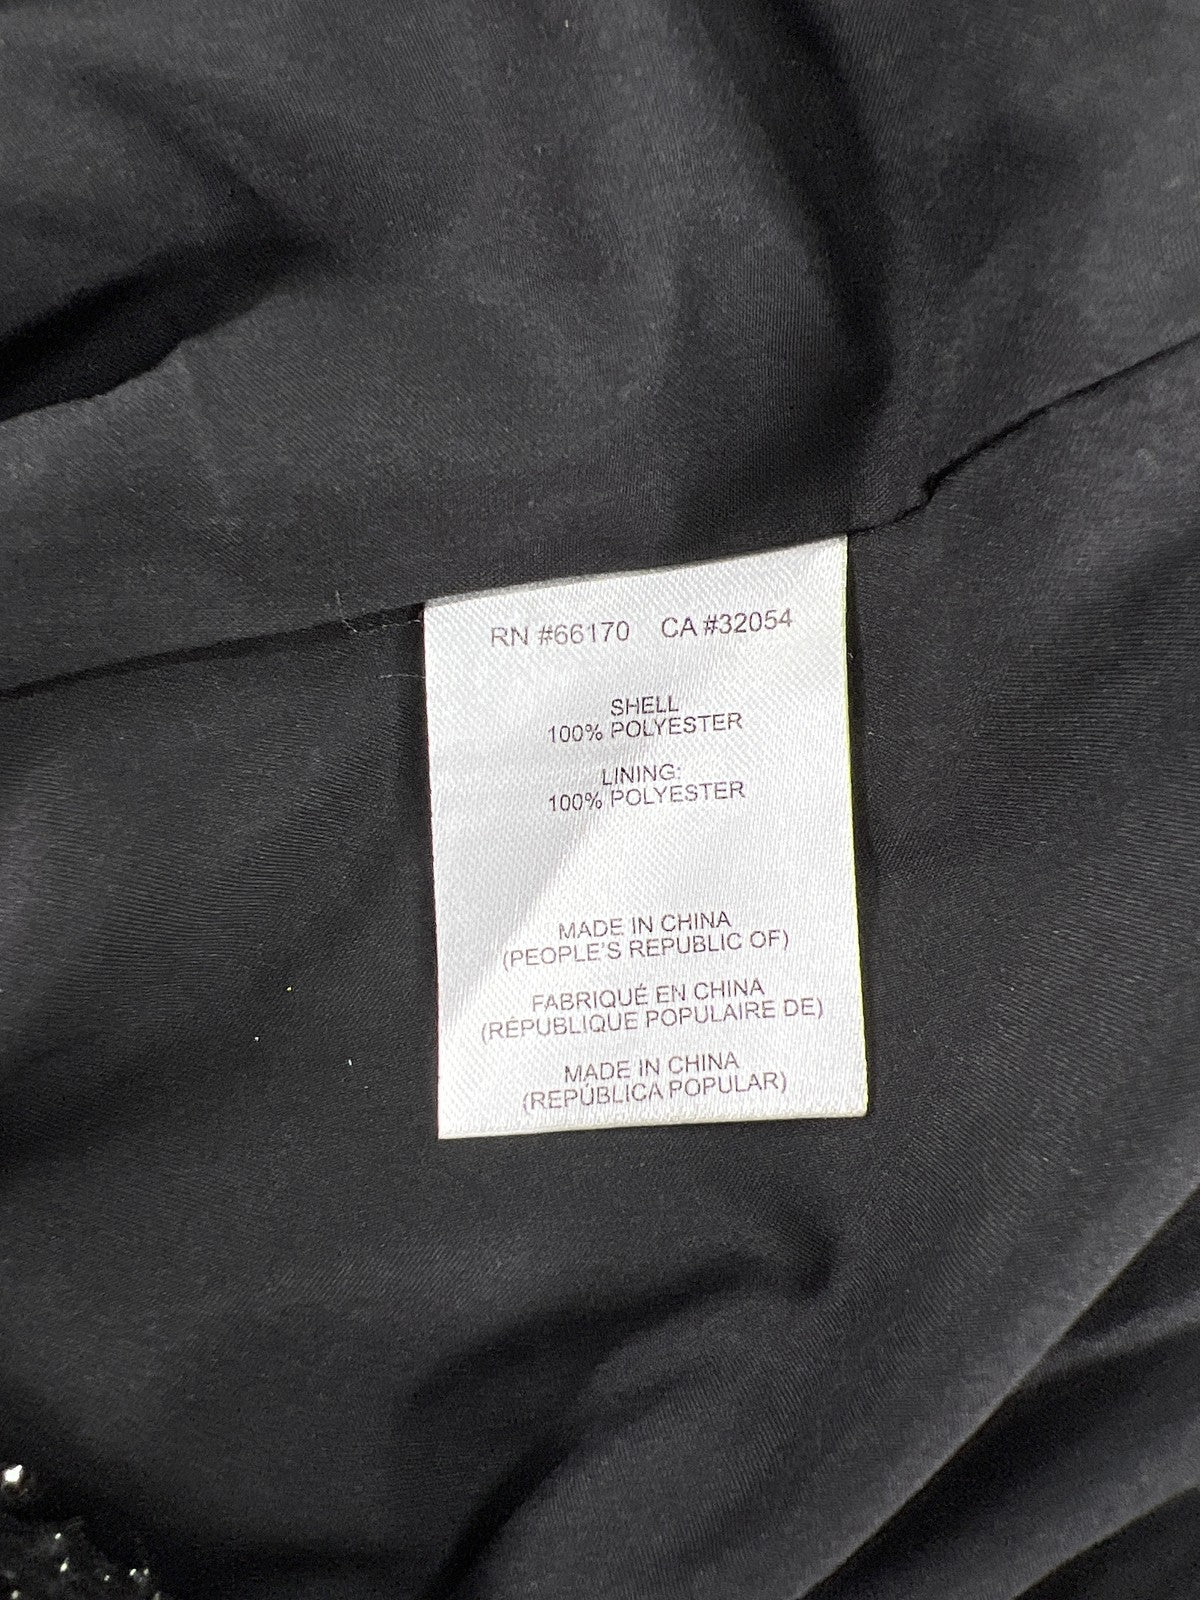 RN #66170 CA #32054
SHELL
100% POLYESTER
LINING:
100% POLYESTER
MADE IN CHINA
(PEOPLE'S REPUBLIC OF)
FABRIQUÉ EN CHINA
(RÉPUBLIQUE POPULAIRE DE)
MADE IN CHINA
(REPÚBLICA POPULAR)